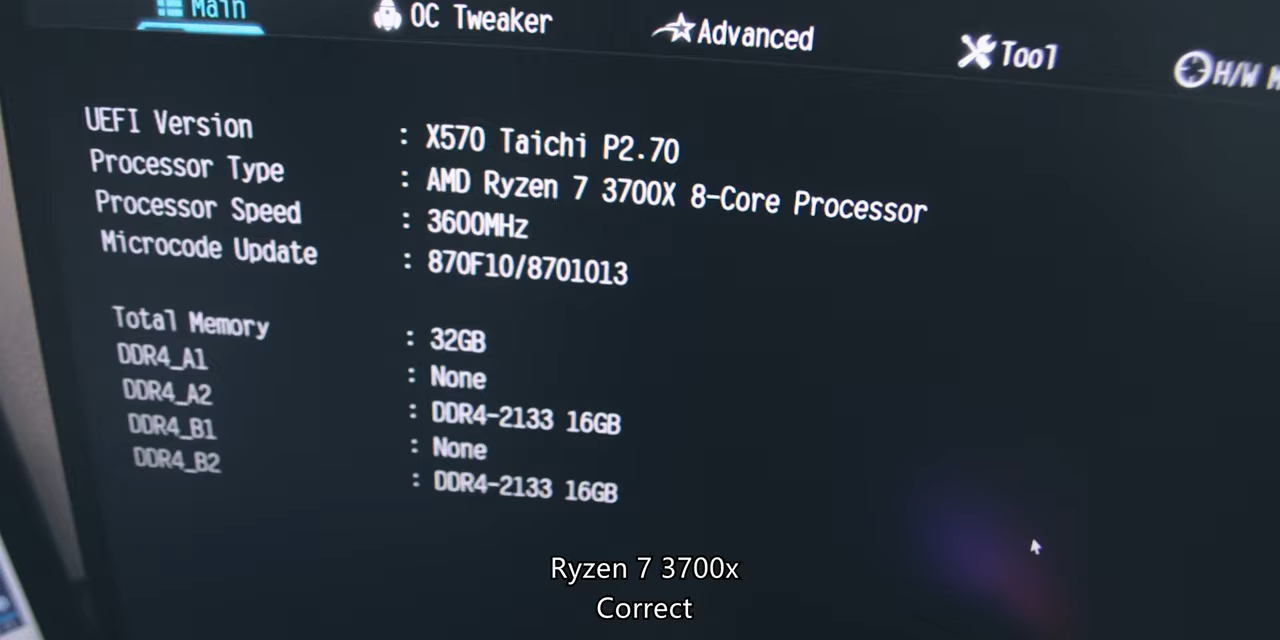 Main
OC Tweaker
Advanced
Tool
H/W
UEFI Version : X570 Taichi P2.70
Processor Type : AMD Ryzen 7 3700X 8-Core Processor
Processor Speed : 3600MHz
Microcode Update : 870F10/8701013
Total Memory : 32GB
DDR4_A1 : None
DDR4_A2 : DDR4-2133 16GB
DDR4_B1 : None
DDR4_B2 : DDR4-2133 16GB
Ryzen 7 3700x
Correct